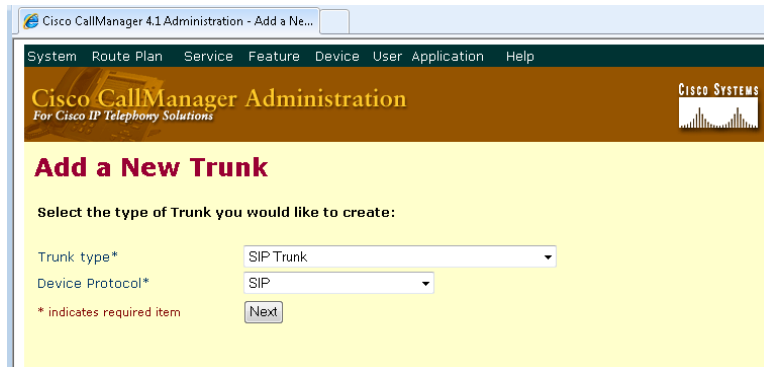 Cisco CallManager 4.1 Administration - Add a Ne...
System Route Plan Service Feature Device User Application Help
Cisco CallManager Administration
For Cisco IP Telephony Solutions
CISCO SYSTEMS
Add a New Trunk
Select the type of Trunk you would like to create:
Trunk type* SIP Trunk
Device Protocol* SIP
* indicates required item Next